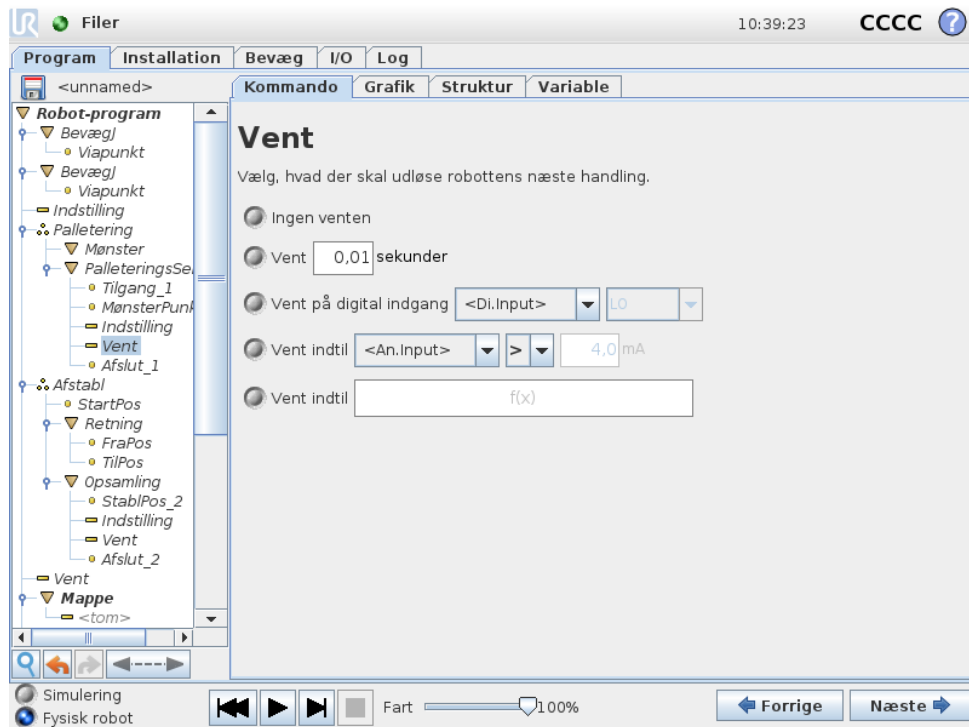 UR Filer 10:39:23 CCCC ?
Program Installation Bevæg I/O Log
<unnamed>
Kommando Grafik Struktur Variable
Robot-program
BevægJ
Viapunkt
BevægJ
Viapunkt
Indstilling
Palletering
Mønster
PalleteringsSe
Tilgang_1
MønsterPunk
Indstilling
Vent
Afslut_1
Afstabl
StartPos
Retning
FraPos
TilPos
Opsamling
StablPos_2
Indstilling
Vent
Afslut_2
Vent
Mappe
<tom>
Vent
Vælg, hvad der skal udløse robottens næste handling.
Ingen venten
Vent 0,01 sekunder
Vent på digital indgang <Di.Input> LO
Vent indtil <An.Input> > 4,0 mA
Vent indtil f(x)
Simulering
Fysisk robot
Fart 100%
Forrige Næste